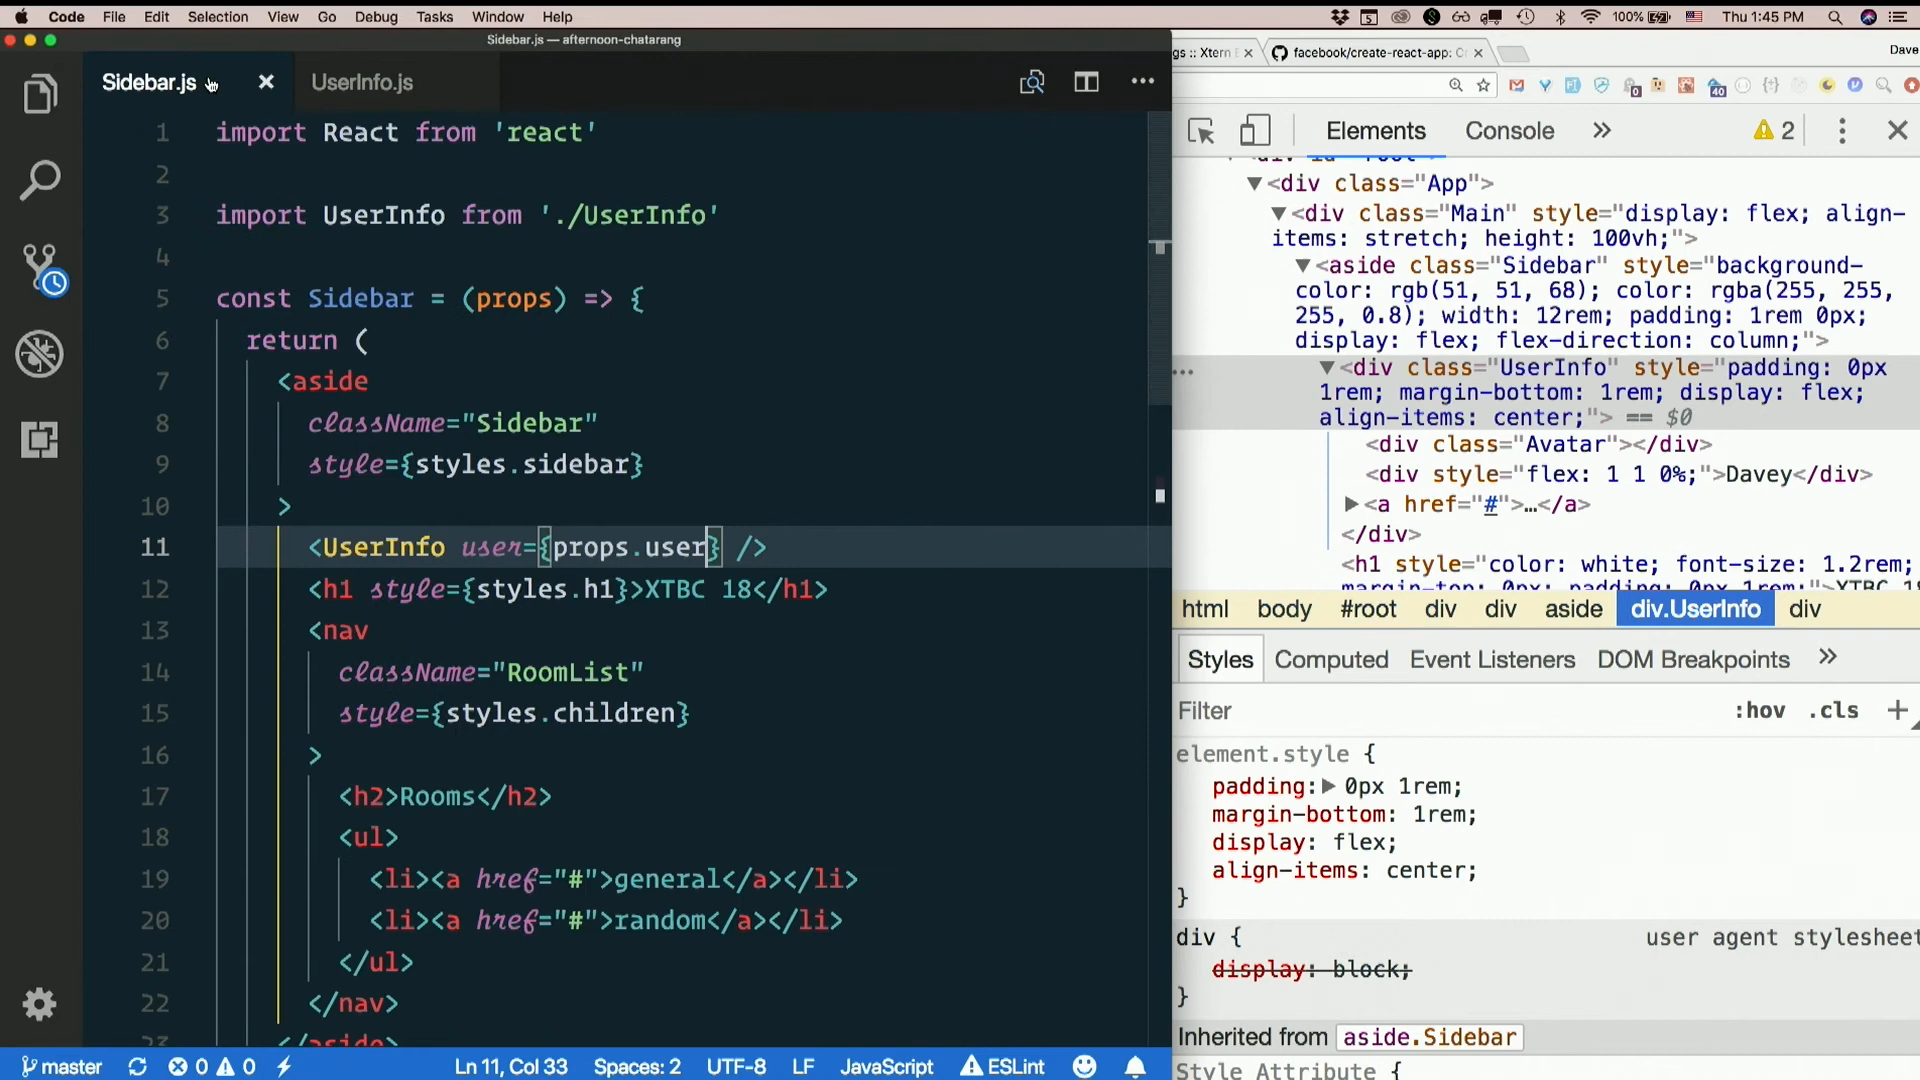 Code File Edit Selection View Go Debug Tasks Window Help
5 100% Thu 1:45 PM
Sidebar.js — afternoon-chatarang
Sidebar.js × UserInfo.js
1 import React from 'react'
2
3 import UserInfo from './UserInfo'
4
5 const Sidebar = (props) => {
6 return (
7 <aside
8 className="Sidebar"
9 style={styles.sidebar}
10 >
11 <UserInfo user={props.user} />
12 <h1 style={styles.h1}>XTBC 18</h1>
13 <nav
14 className="RoomList"
15 style={styles.children}
16 >
17 <h2>Rooms</h2>
18 <ul>
19 <li><a href="#">general</a></li>
20 <li><a href="#">random</a></li>
21 </ul>
22 </nav>
23 </aside>
master 0 0 Ln 11, Col 33 Spaces: 2 UTF-8 LF JavaScript ESLint
gs :: Xtern × facebook/create-react-app: × Dave
0 40
Elements Console » 2
<div class="App">
<div class="Main" style="display: flex; align-
items: stretch; height: 100vh;">
<aside class="Sidebar" style="background-
color: rgb(51, 51, 68); color: rgba(255, 255,
255, 0.8); width: 12rem; padding: 1rem 0px;
display: flex; flex-direction: column;">
<div class="UserInfo" style="padding: 0px
1rem; margin-bottom: 1rem; display: flex;
align-items: center;"> == $0
<div class="Avatar"></div>
<div style="flex: 1 1 0%;">Davey</div>
<a href="#">…</a>
</div>
<h1 style="color: white; font-size: 1.2rem;
margin-top: 0px; padding: 0px 1rem;">XTBC 18
html body #root div div aside div.UserInfo div
Styles Computed Event Listeners DOM Breakpoints »
Filter :hov .cls +
element.style {
padding: 0px 1rem;
margin-bottom: 1rem;
display: flex;
align-items: center;
}
div { user agent stylesheet
display: block;
}
Inherited from aside.Sidebar
Style Attribute {